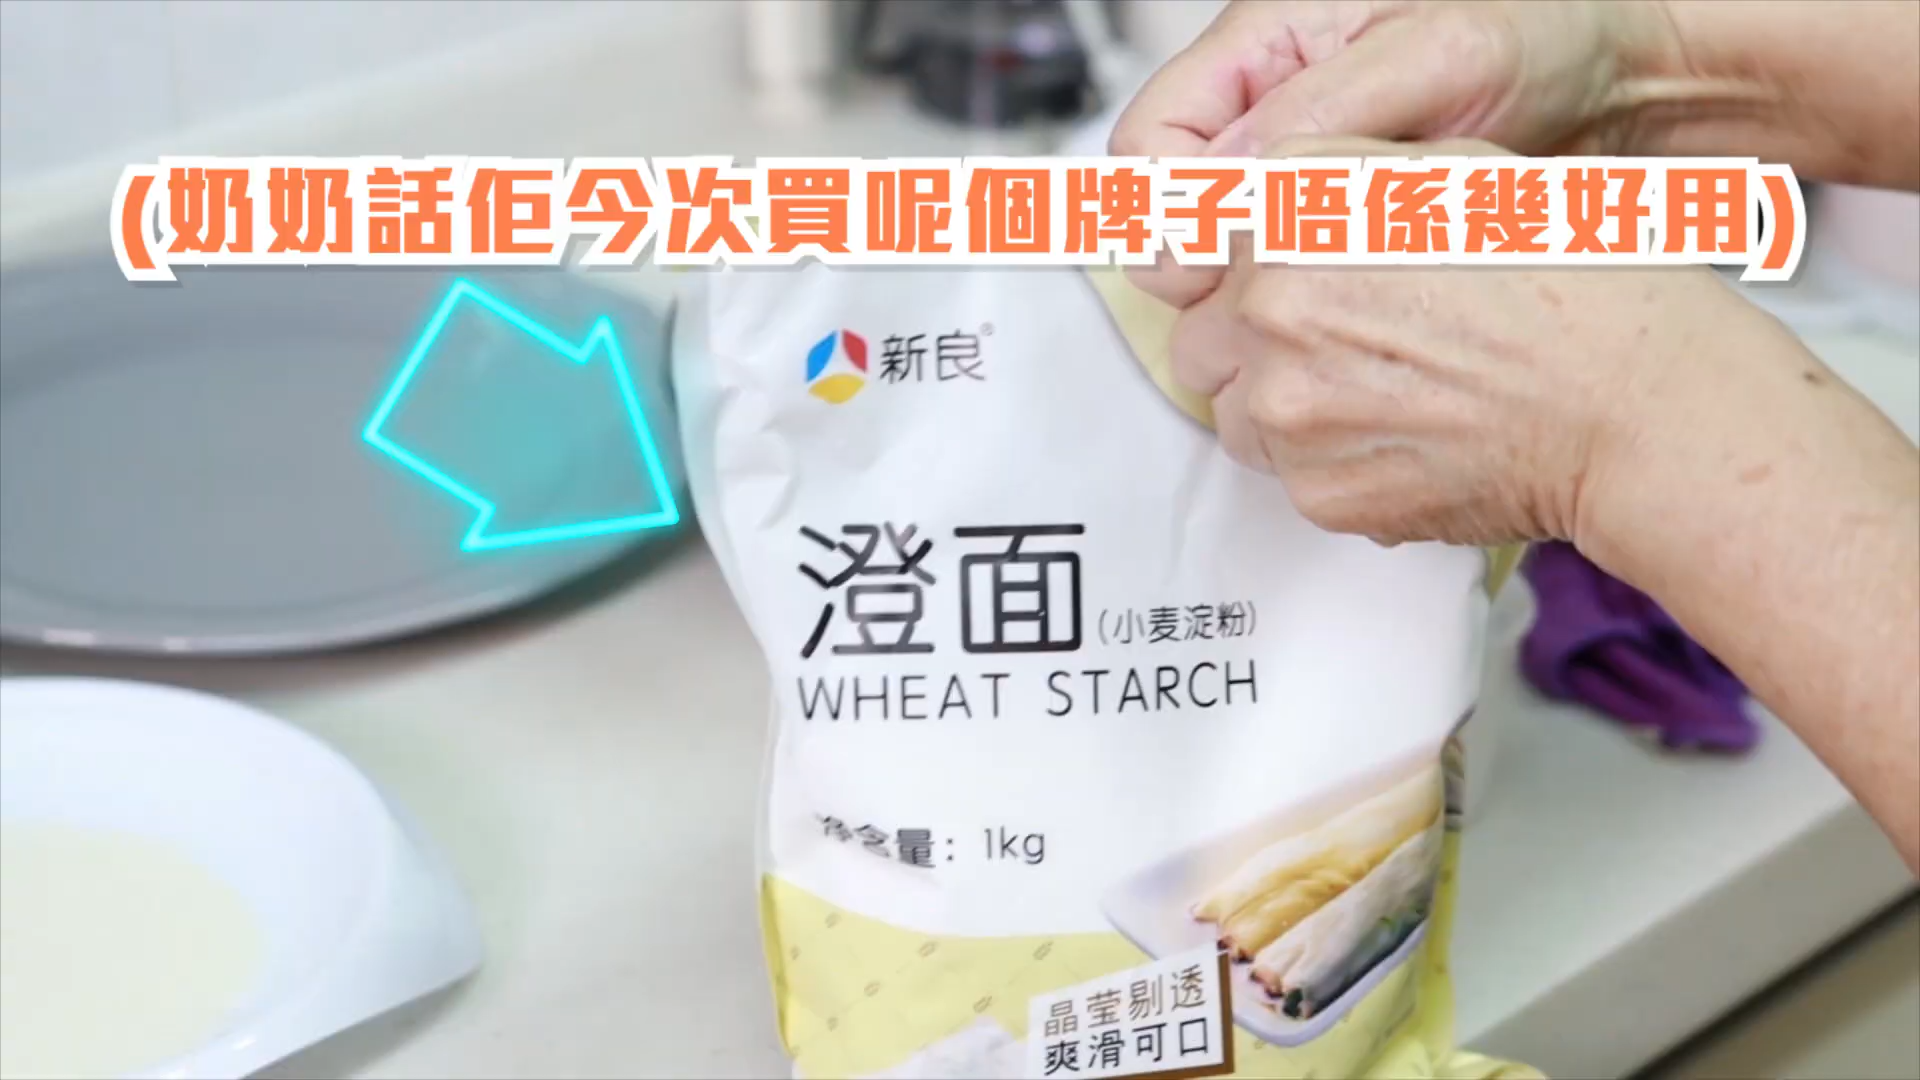 (奶奶話佢今次買呢個牌子唔係幾好用)
新良®
澄面(小麦淀粉)
WHEAT STARCH
净含量: 1kg
晶莹剔透
爽滑可口